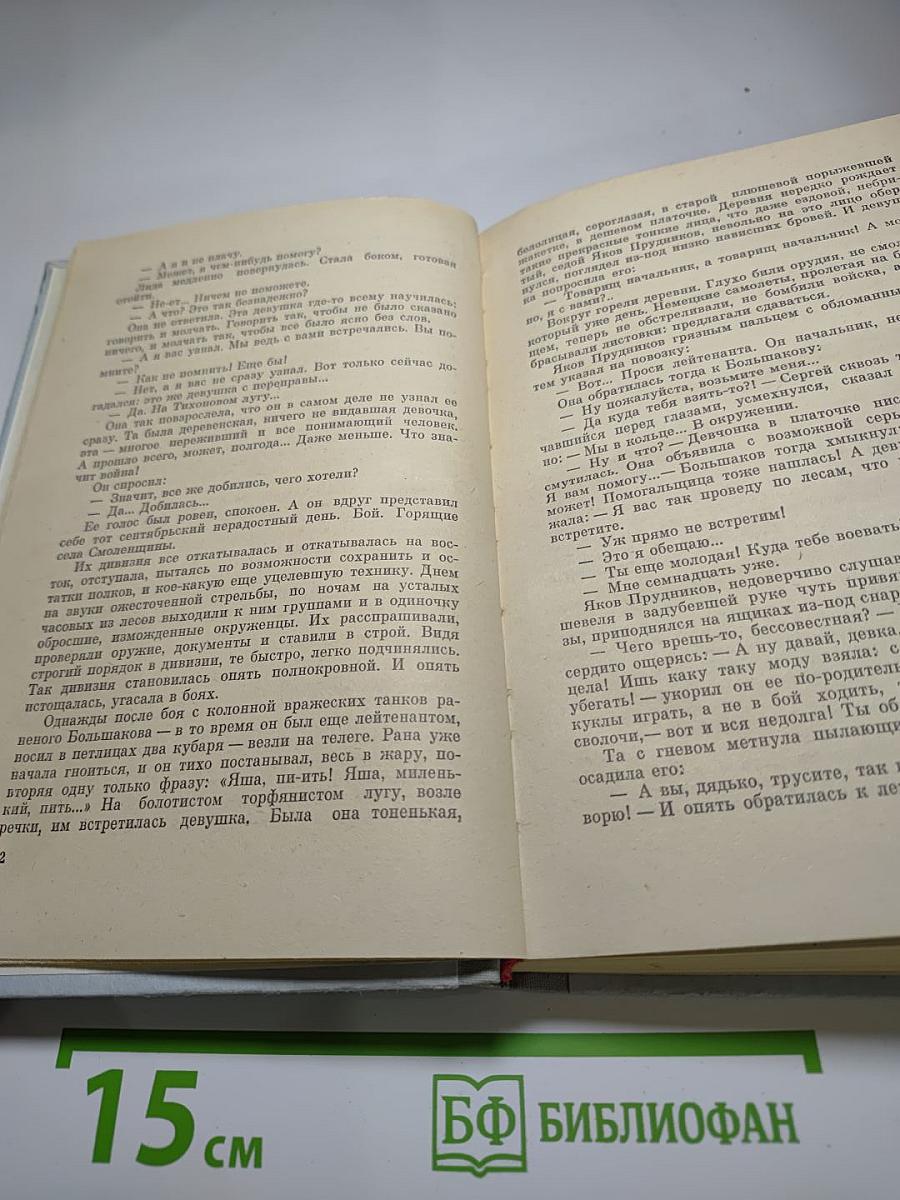 — А я и не плачу.
— Может, я чем-нибудь помогу?
Лида медленно повернулась. Стала боком, готовая
отойти.
— Не-ет... Ничем не поможете.
— А что? Это так безнадежно?
Она не ответила. Эта девушка где-то всему научилась:
говорить и молчать. Говорить так, чтобы не было сказано
ничего, и молчать так, чтобы все было ясно без слов.
— А я вас узнал. Мы ведь с вами встречались. Вы по-
мните?
— Как не помнить! Еще бы!
— Нет, а я вас не сразу узнал. Вот только сейчас до-
гадался: это же девушка с переправы...
— Да. На Тихоновом лугу...
Она так повзрослела, что он в самом деле не узнал ее
сразу. Та была деревенская, ничего не видавшая девочка,
эта — многое переживший и все понимающий человек.
А прошло всего, может, полгода... Даже меньше. Что зна-
чит война!
Он спросил:
— Значит, все же добились, чего хотели?
— Да... Добилась...
Ее голос был ровен, спокоен. А он вдруг представил
себе тот сентябрьский нерадостный день. Бой. Горящие
села Смоленщины.
Их дивизия все откатывалась и откатывалась на вос-
ток, отступала, пытаясь по возможности сохранить и ос-
татки полков, и кое-какую еще уцелевшую технику. Днем
на звуки ожесточенной стрельбы, по ночам на усталых
часовых из лесов выходили к ним группами и в одиночку
обросшие, изможденные окруженцы. Их расспрашивали,
проверяли оружие, документы и ставили в строй. Видя
строгий порядок в дивизии, те быстро, легко подчинялись.
Так дивизия становилась опять полнокровной. И опять
истощалась, угасала в боях.
Однажды после боя с колонной вражеских танков ра-
неного Большакова — в то время он был еще лейтенантом,
носил в петлицах два кубаря — везли на телеге. Рана уже
начала гноиться, и он тихо постанывал, весь в жару, по-
вторяя одну только фразу: «Яша, пи-ить! Яша, милень-
кий, пить...» На болотистом торфянистом лугу, возле
речки, им встретилась девушка. Была она тоненькая,
2
белолицая, сероглазая, в старой плюшевой порыжевшей
жакетке, в дешевом платочке. Деревня нередко рождает
такие прекрасные тонкие лица, что даже ездовой, небри-
тый, седой Яков Прудников, невольно на это лицо обер-
нулся, поглядел из-под низко нависших бровей. И девуш
ка попросила его:
— Товарищ начальник, а товарищ начальник! А мо
но, я с вами?..
Вокруг горели деревни. Глухо били орудия, не смол
который уже день. Немецкие самолеты, пролетая на б
щем, теперь не обстреливали, не бомбили войска, а
брасывали листовки: предлагали сдаваться.
Яков Прудников грязным пальцем с обломанны
тем указал на повозку:
— Вот... Проси лейтенанта. Он начальник, не
Она обратилась тогда к Большакову:
— Ну пожалуйста, возьмите меня...
— Да куда тебя взять-то?! — Сергей сквозь т
чавшийся перед глазами, усмехнулся, сказал
но: — Мы в кольце... В окружении.
— Ну и что? — Девчонка в платочке нис
смутилась. Она объявила с возможной серь
Я вам помогу...— Большаков тогда хмыкнул
может! Помогальщица тоже нашлась! А дев
жала: — Я вас так проведу по лесам, что
встретите.
— Уж прямо не встретим!
— Это я обещаю...
— Ты еще молодая! Куда тебе воевать
— Мне семнадцать уже.
Яков Прудников, недоверчиво слушав
шевеля в задубевшей руке чуть привя
зы, приподнялся на ящиках из-под снар
— Чего врешь-то, бессовестная? —
сердито ощерясь: — А ну давай, девка,
цела! Ишь каку таку моду взяла: с
убегать! — укорил он ее по-родитель
куклы играть, а не в бой ходить,
сволочи,— вот и вся недолга! Ты об
Та с гневом метнула пылающи
осадила его:
— А вы, дядько, трусите, так и
ворю! — И опять обратилась к ле
15 см
БФ БИБЛИОФАН